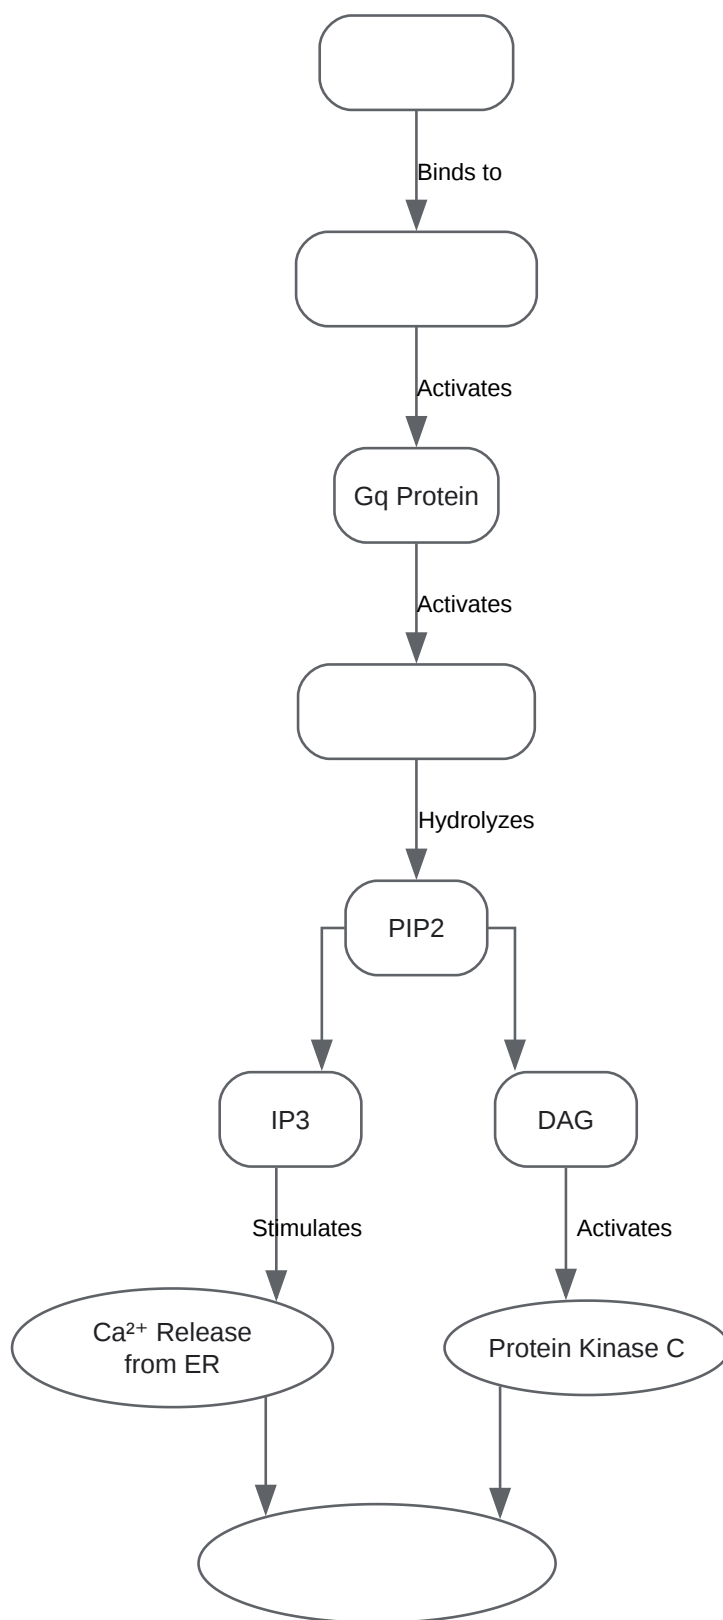 Binds to
Activates
Gq Protein
Activates
Hydrolyzes
PIP2
IP3
DAG
Stimulates
Activates
Ca²⁺ Release
from ER
Protein Kinase C